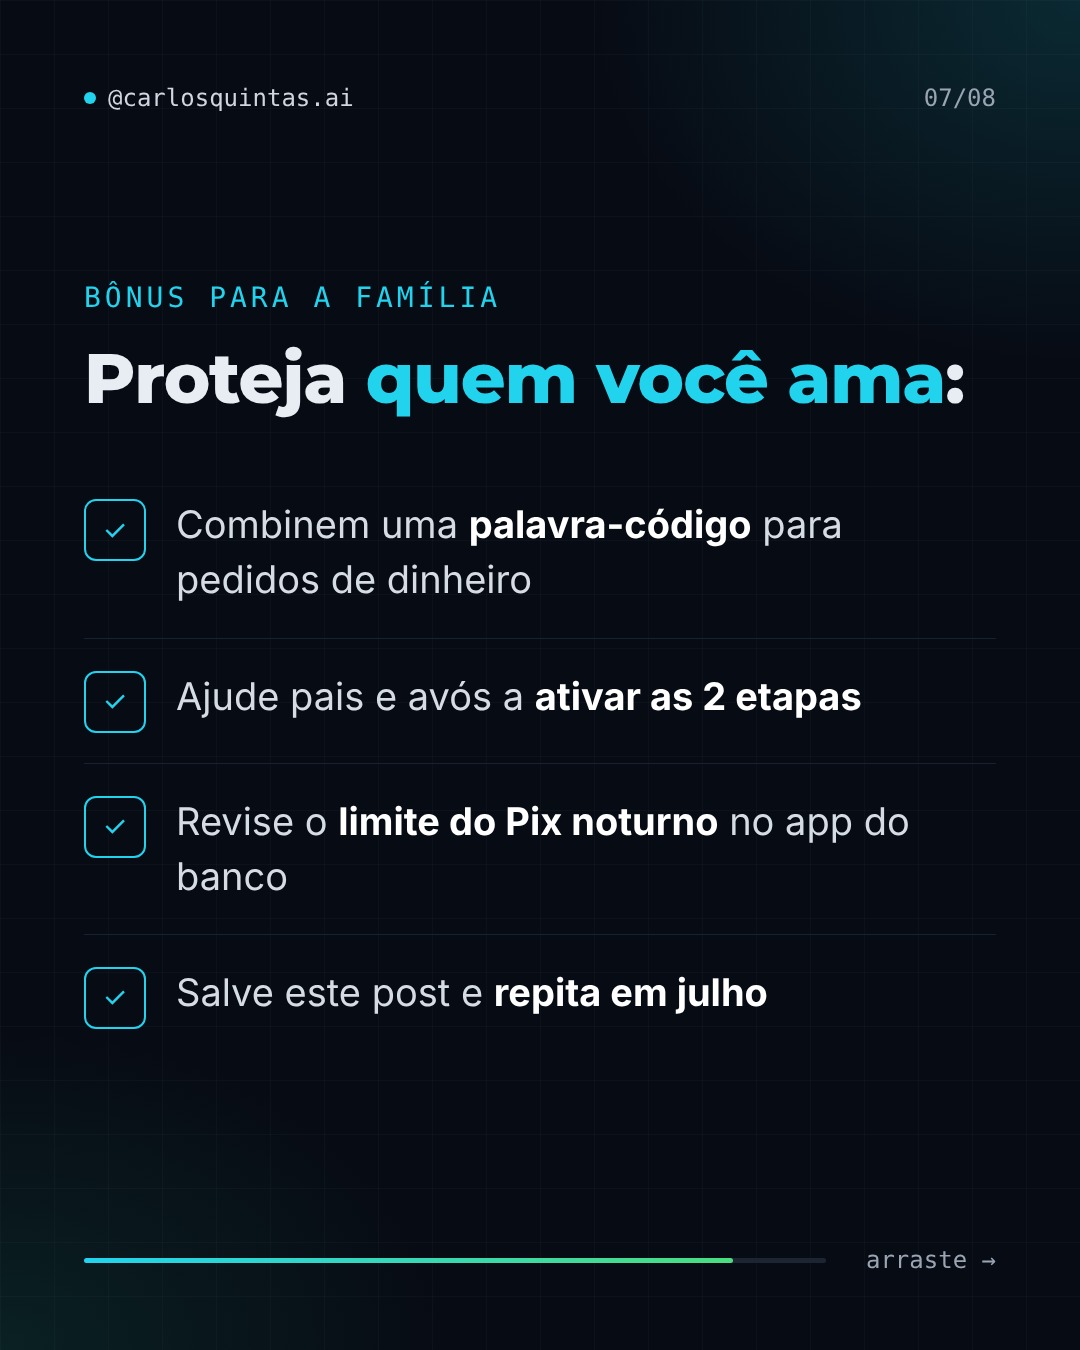 @carlosquintas.ai
07/08
BÔNUS PARA A FAMÍLIA
Proteja quem você ama:
Combinem uma palavra-código para
pedidos de dinheiro
Ajude pais e avós a ativar as 2 etapas
Revise o limite do Pix noturno no app do
banco
Salve este post e repita em julho
arraste →